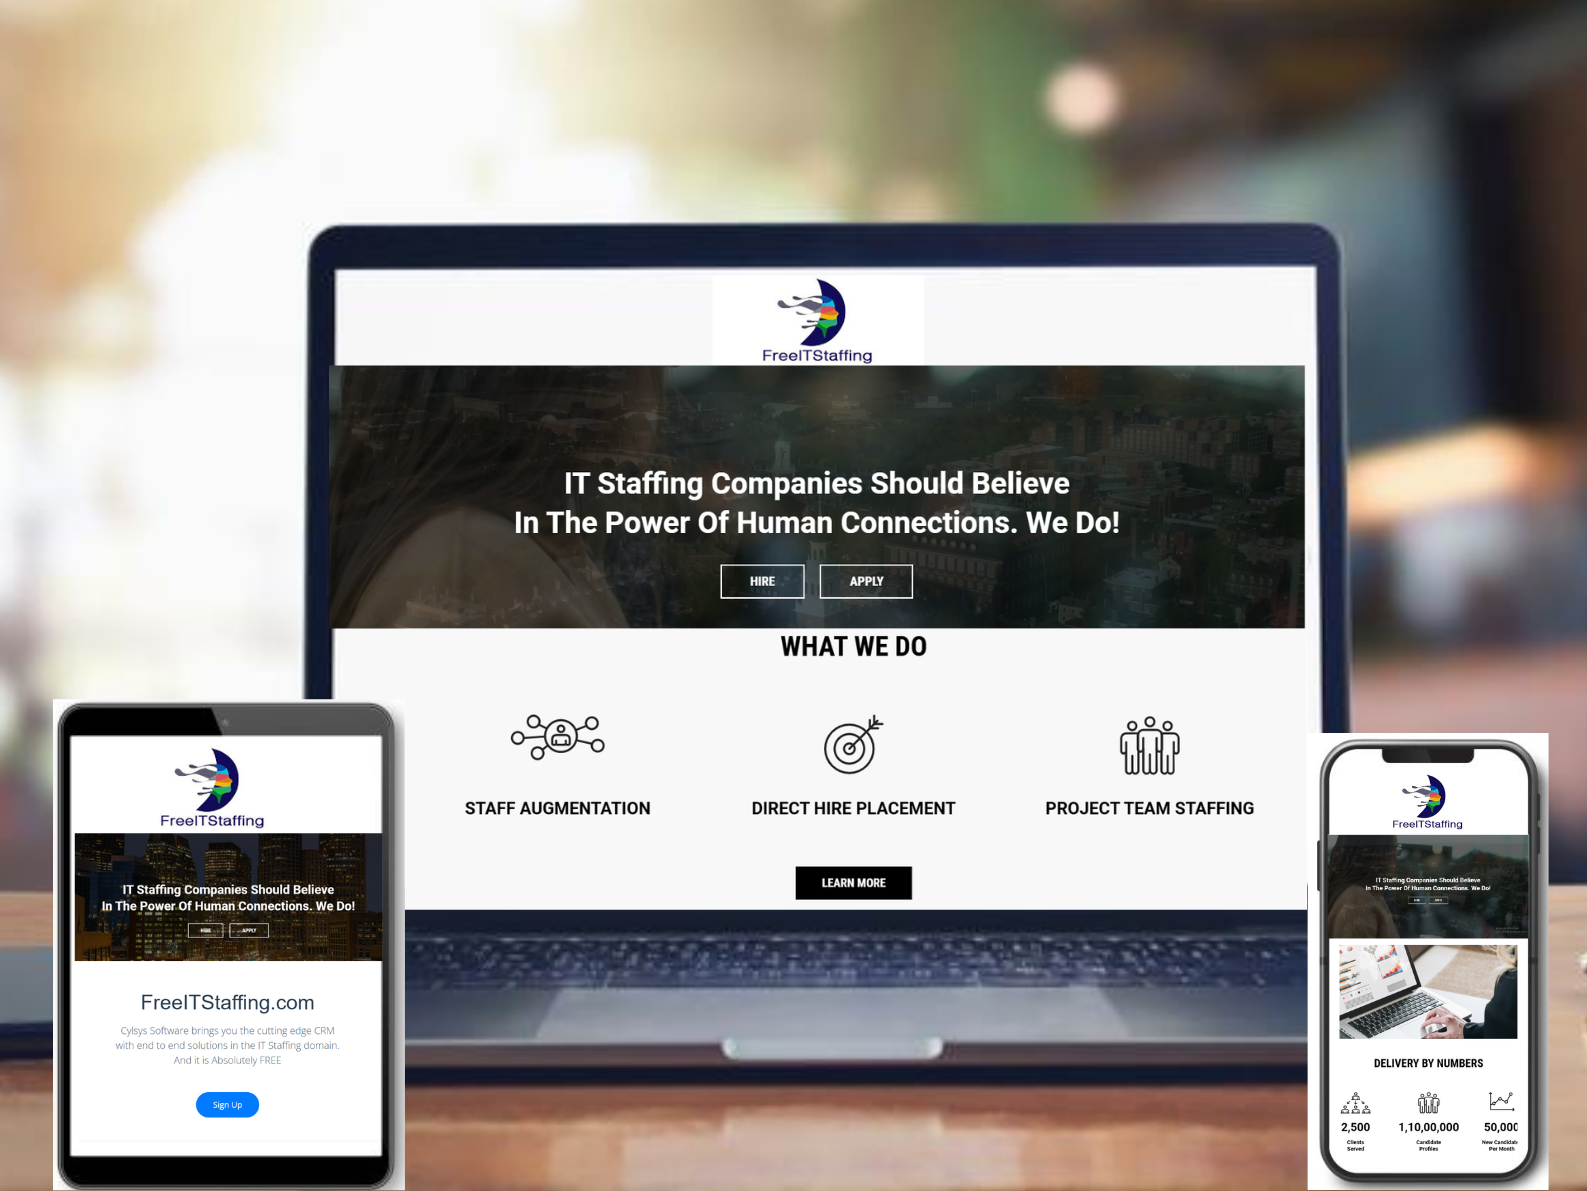 FreeITStaffing
IT Staffing Companies Should Believe
In The Power Of Human Connections. We Do!
HIRE
APPLY
WHAT WE DO
STAFF AUGMENTATION
DIRECT HIRE PLACEMENT
PROJECT TEAM STAFFING
LEARN MORE
FreeITStaffing
IT Staffing Companies Should Believe
In The Power Of Human Connections. We Do!
HIRE
APPLY
FreeITStaffing.com
Cylsys Software brings you the cutting edge CRM
with end to end solutions in the IT Staffing domain.
And it is Absolutely FREE
Sign Up
FreeITStaffing
IT Staffing Companies Should Believe
In The Power Of Human Connections. We Do!
DELIVERY BY NUMBERS
2,500
Clients
Served
1,10,00,000
Candidate
Profiles
50,000
New Candidate
Per Month